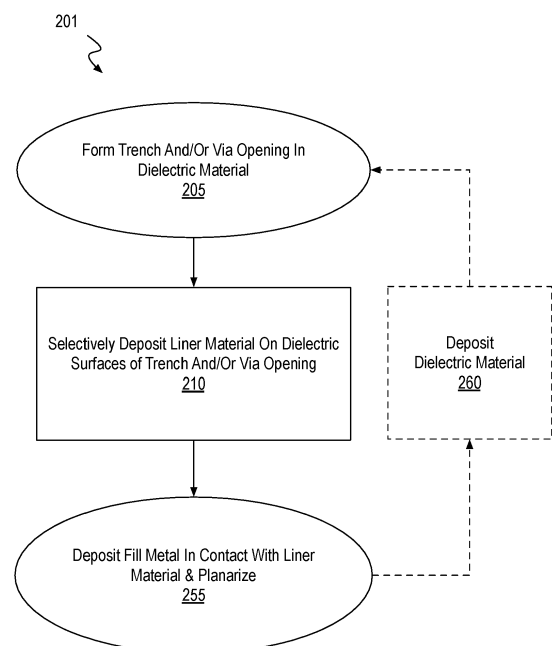 201
Form Trench And/Or Via Opening In
Dielectric Material
205
Selectively Deposit Liner Material On Dielectric
Surfaces of Trench And/Or Via Opening
210
Deposit
Dielectric Material
260
Deposit Fill Metal In Contact With Liner
Material & Planarize
255